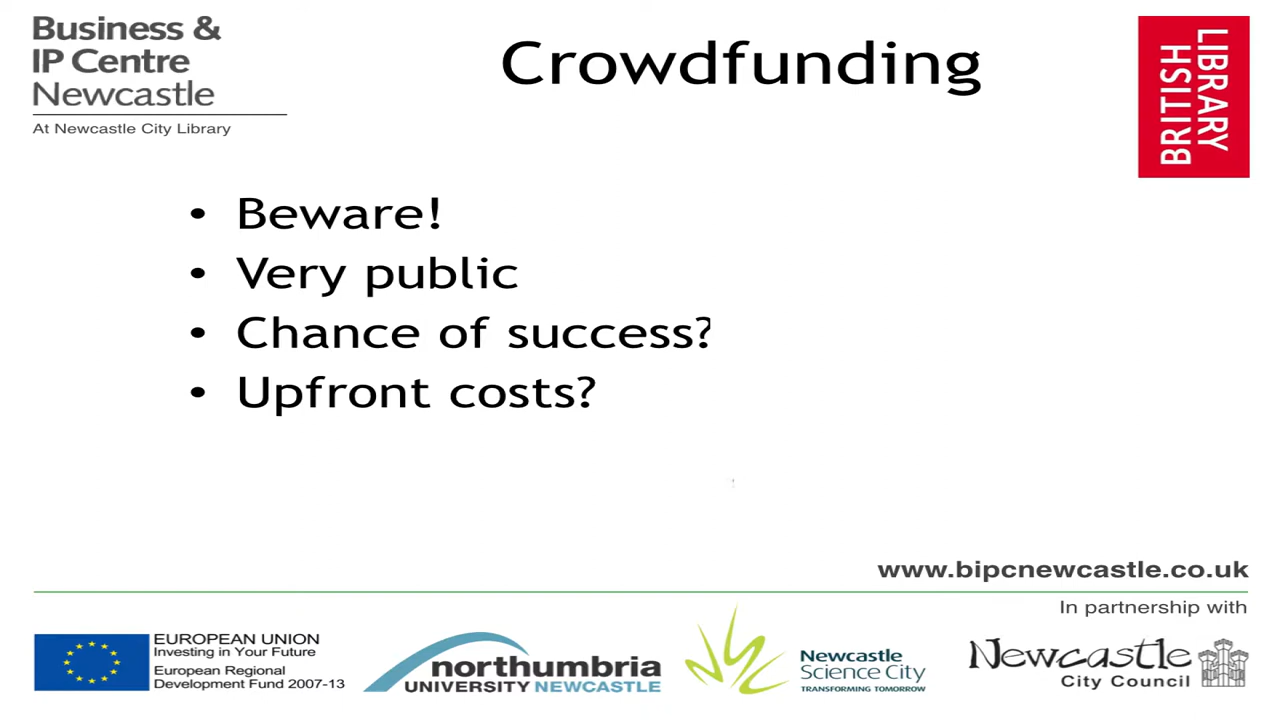 Business &
IP Centre
Newcastle
At Newcastle City Library
Crowdfunding
BRITISH
LIBRARY
• Beware!
• Very public
• Chance of success?
• Upfront costs?
www.bipcnewcastle.co.uk
In partnership with
EUROPEAN UNION
Investing in Your Future
European Regional
Development Fund 2007-13
northumbria
UNIVERSITY NEWCASTLE
Newcastle
Science City
TRANSFORMING TOMORROW
Newcastle
City Council